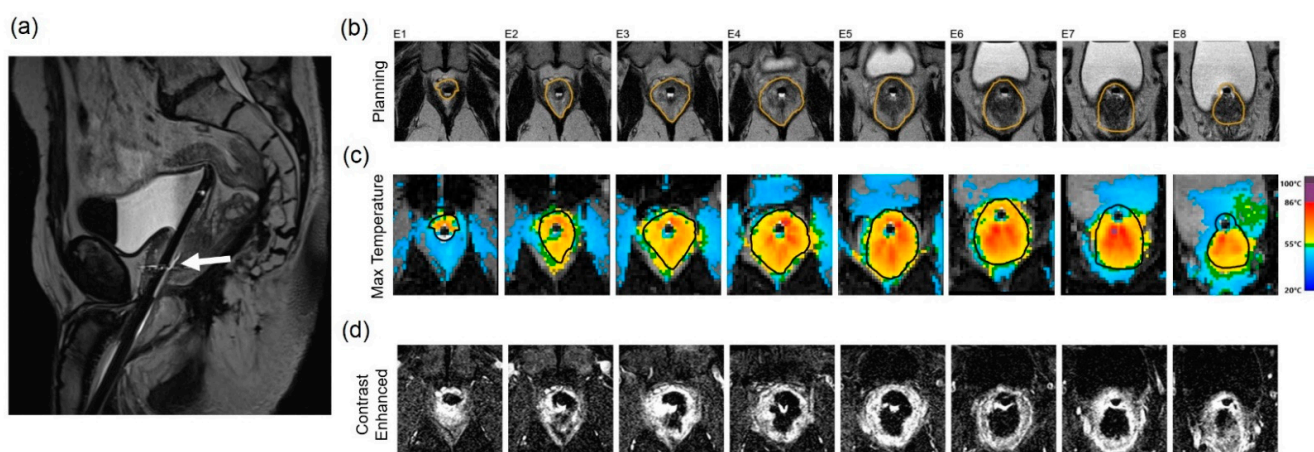 (a)
(b)
E1 E2 E3 E4 E5 E6 E7 E8
Planning
(c)
Max Temperature
100°C
86°C
55°C
20°C
(d)
Contrast
Enhanced